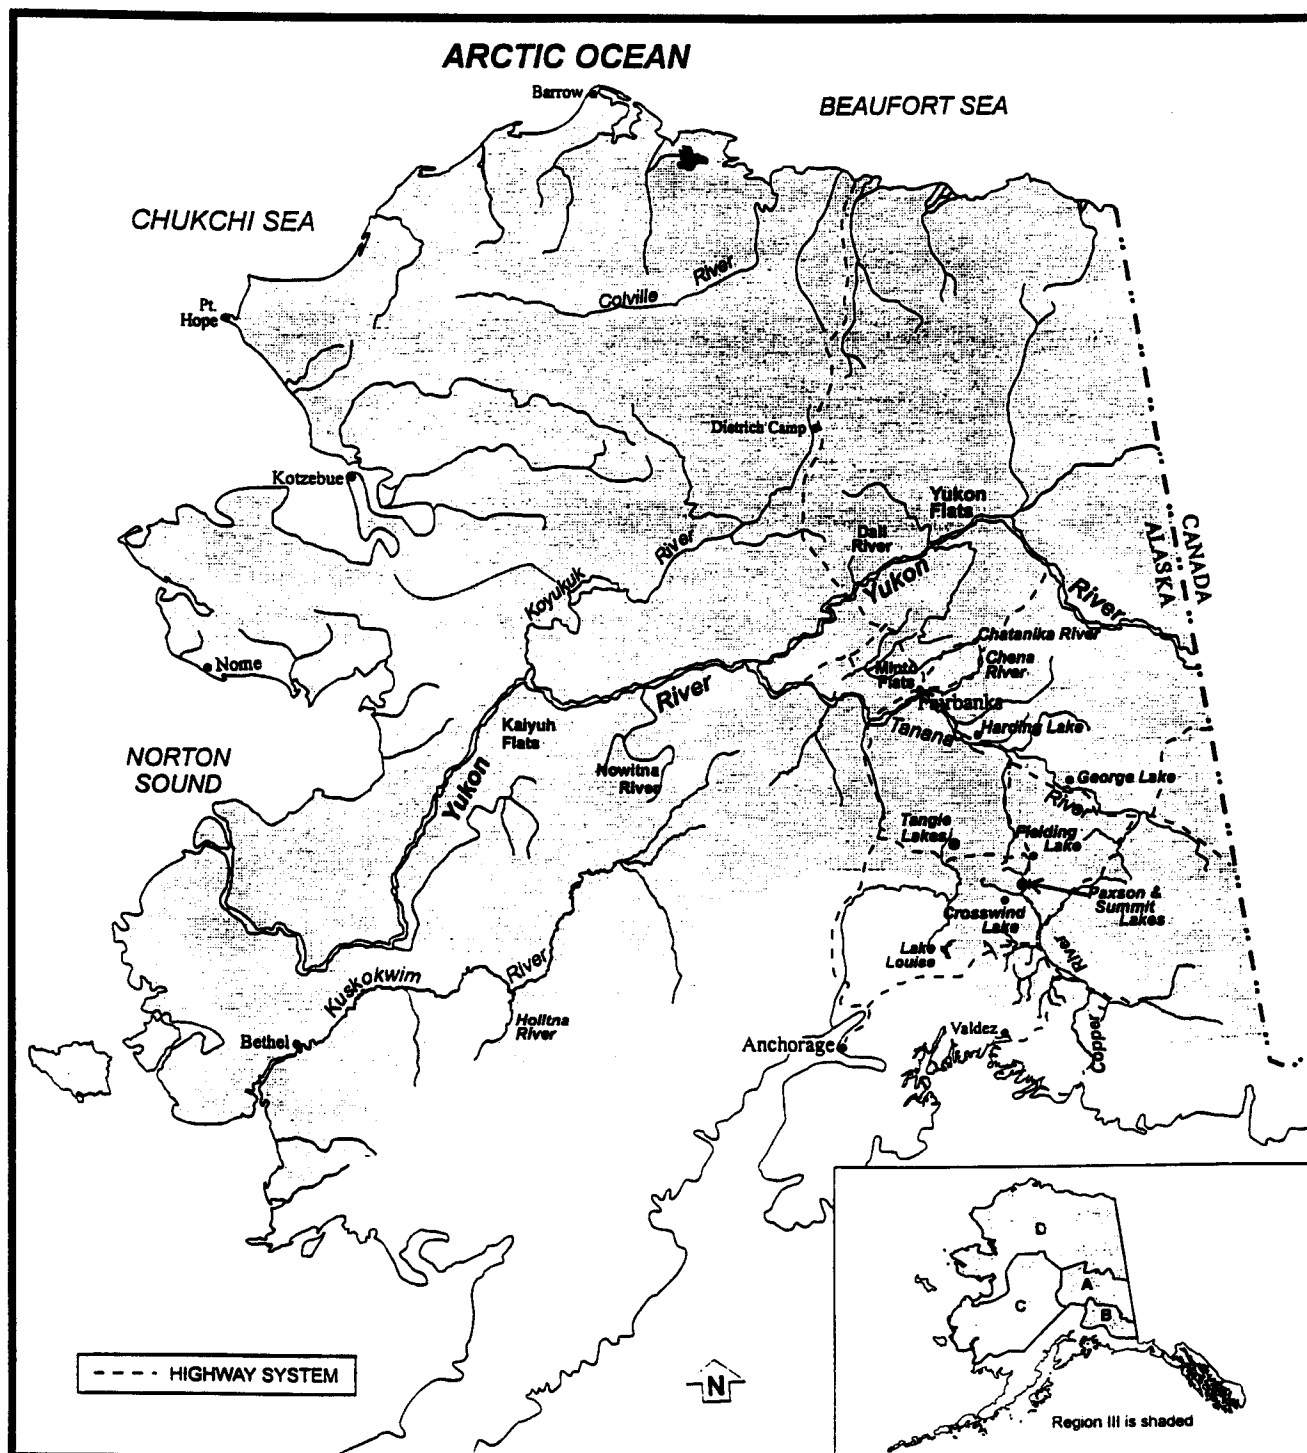 ARCTIC OCEAN
Barrow
BEAUFORT SEA
CHUKCHI SEA
River
Colville
Pt.
Hope
Dietrich Camp
Kotzebue
Yukon
Flats
Dall
River
CANADA
ALASKA
River
Koyukuk
Yukon
River
Chatanika River
Nome
Minto
Flats
Chena
River
River
Fairbanks
Kaiyuh
Flats
Tanana
Harding Lake
NORTON
SOUND
Yukon
Nowitna
River
George Lake
River
Tangle
Lakes
Fielding
Lake
Paxson &
Summit
Lakes
Crosswind
Lake
Lake
Louise
River
Kuskokwim
River
Holitna
River
Bethel
Anchorage
Valdez
Copper
D
A
C
B
HIGHWAY SYSTEM
N
Region III is shaded